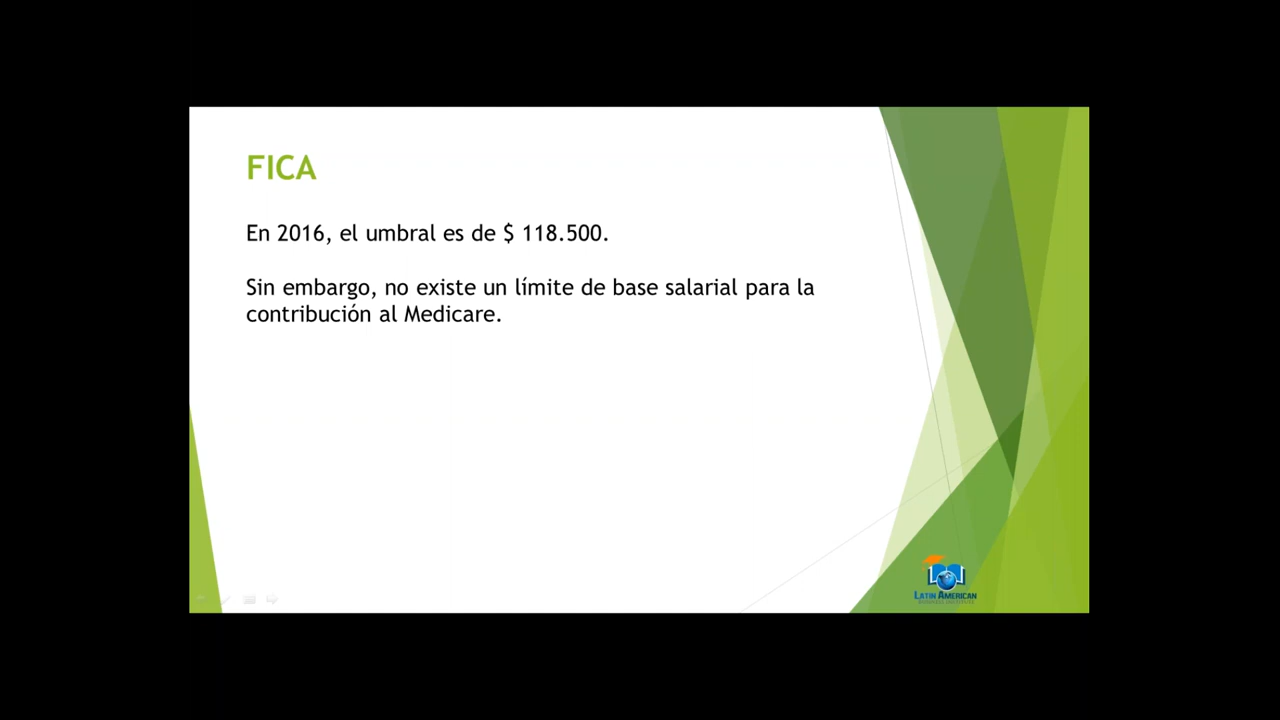 FICA
En 2016, el umbral es de $ 118.500.
Sin embargo, no existe un límite de base salarial para la
contribución al Medicare.
LATIN AMERICAN